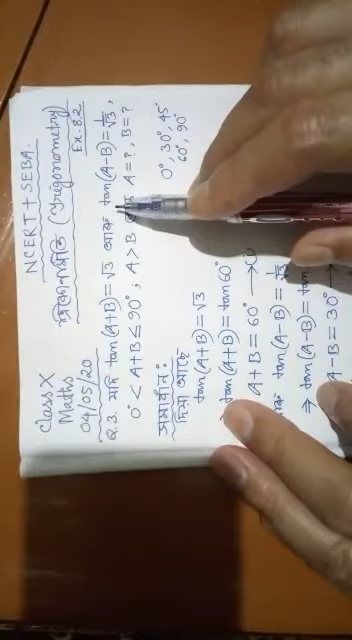 NCERT + SEBA
Class X
Maths
04/05/20
ত্রিকোণমিতি (Trigonometry)
Ex. 8.2
Q.3. যদি tan(A+B)=√3 আৰু tan(A-B)=1/√3,
0° < A+B ≤ 90°; A>B A=?, B=?
সমাধান:
দিয়া আছে
0°, 30°, 45°
60°, 90°
tan(A+B)=√3
tan(A+B)=tan60°
A+B=60°
tan(A-B)=1/√3
⇒ tan(A-B)=tan
A-B=30°